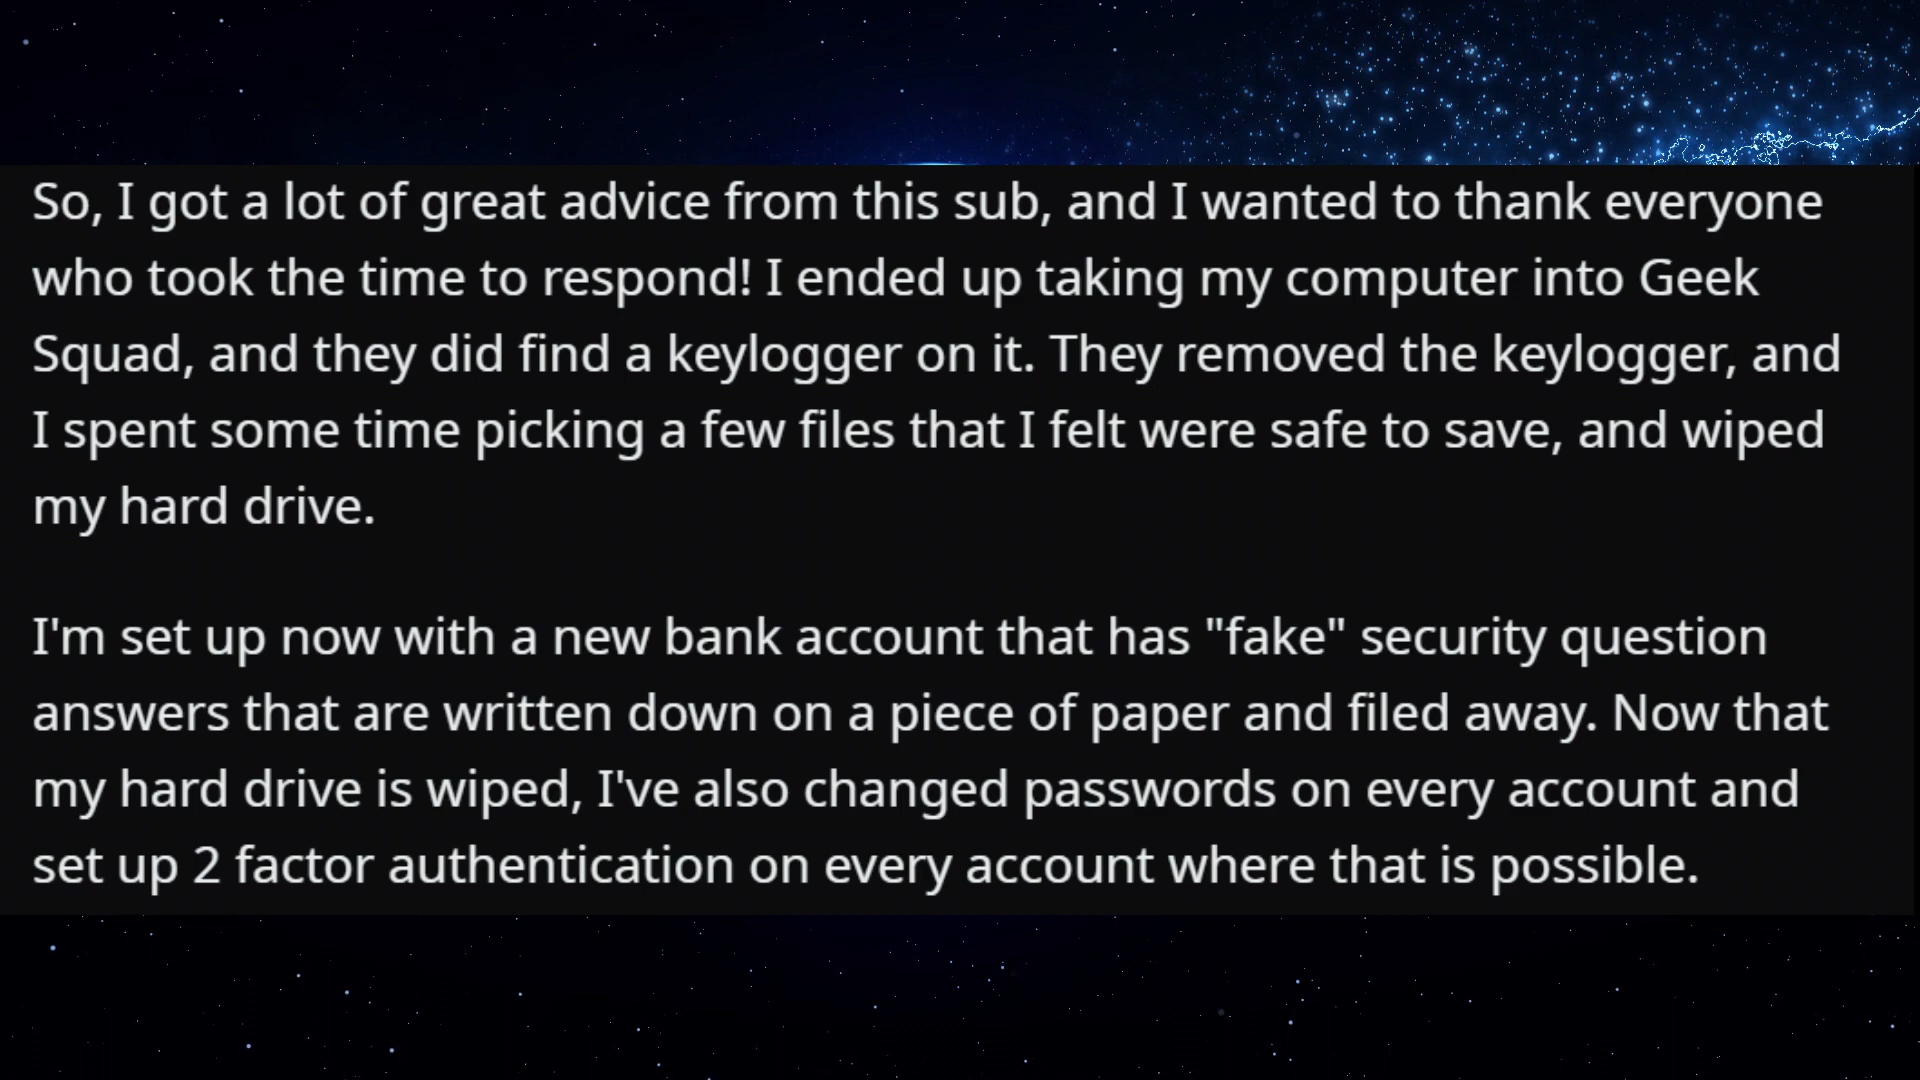 So, I got a lot of great advice from this sub, and I wanted to thank everyone
who took the time to respond! I ended up taking my computer into Geek
Squad, and they did find a keylogger on it. They removed the keylogger, and
I spent some time picking a few files that I felt were safe to save, and wiped
my hard drive.
I'm set up now with a new bank account that has "fake" security question
answers that are written down on a piece of paper and filed away. Now that
my hard drive is wiped, I've also changed passwords on every account and
set up 2 factor authentication on every account where that is possible.